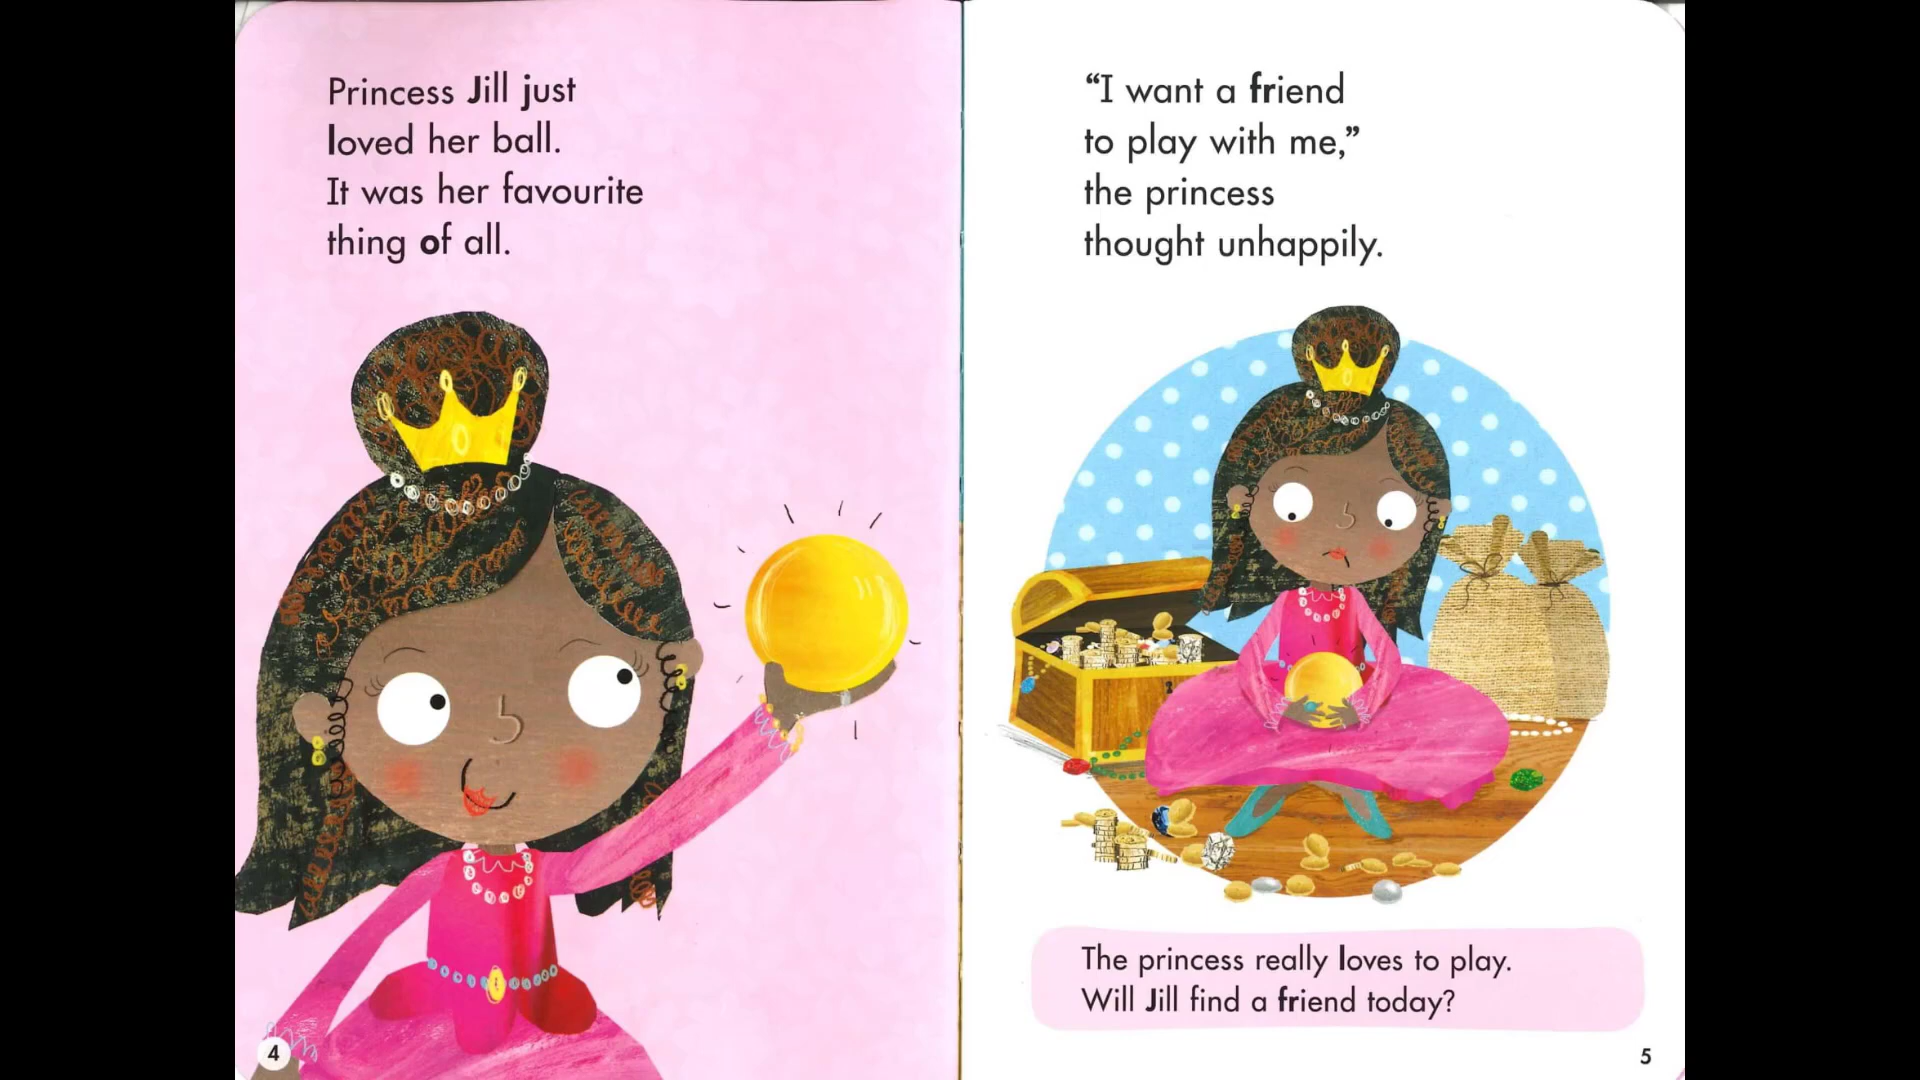 Princess Jill just
loved her ball.
It was her favourite
thing of all.
4
“I want a friend
to play with me,”
the princess
thought unhappily.
The princess really loves to play.
Will Jill find a friend today?
5